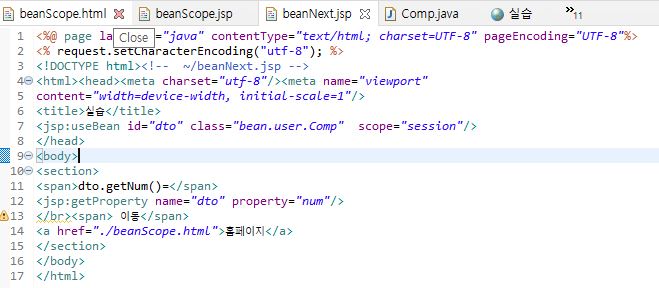 beanScope.html beanScope.jsp beanNext.jsp Comp.java 실습 »11
Close
1 <%@ page la ="java" contentType="text/html; charset=UTF-8" pageEncoding="UTF-8"%>
2 <% request.setCharacterEncoding("utf-8"); %>
3 <!DOCTYPE html><!--  ~/beanNext.jsp -->
4 <html><head><meta charset="utf-8"/><meta name="viewport"
5 content="width=device-width, initial-scale=1"/>
6 <title>실습</title>
7 <jsp:useBean id="dto" class="bean.user.Comp"  scope="session"/>
8 </head>
9 <body>
10 <section>
11 <span>dto.getNum()=</span>
12 <jsp:getProperty name="dto" property="num"/>
13 </br><span> 이동</span>
14 <a href="./beanScope.html">홈페이지</a>
15 </section>
16 </body>
17 </html>